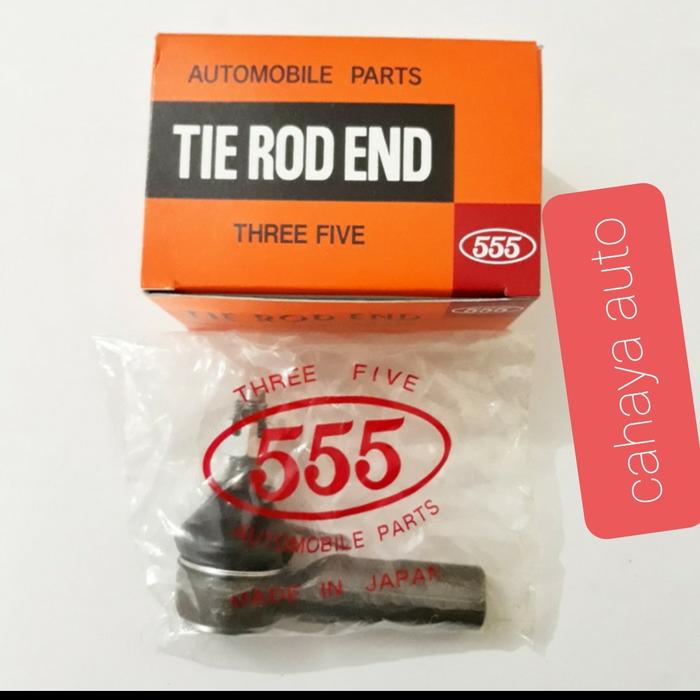 AUTOMOBILE PARTS
TIE ROD END
THREE FIVE
555
TIE ROD END
555
cahaya auto
THREE FIVE
555
AUTOMOBILE PARTS
MADE IN JAPAN